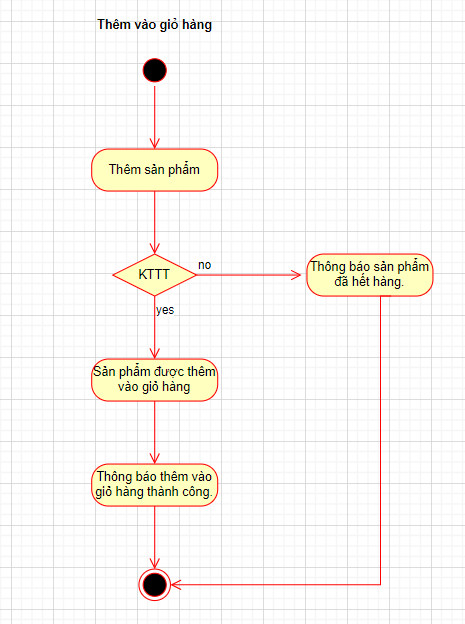 Thêm vào giỏ hàng
Thêm sản phẩm
KTTT
no
Thông báo sản phẩm
đã hết hàng.
yes
Sản phẩm được thêm
vào giỏ hàng
Thông báo thêm vào
giỏ hàng thành công.